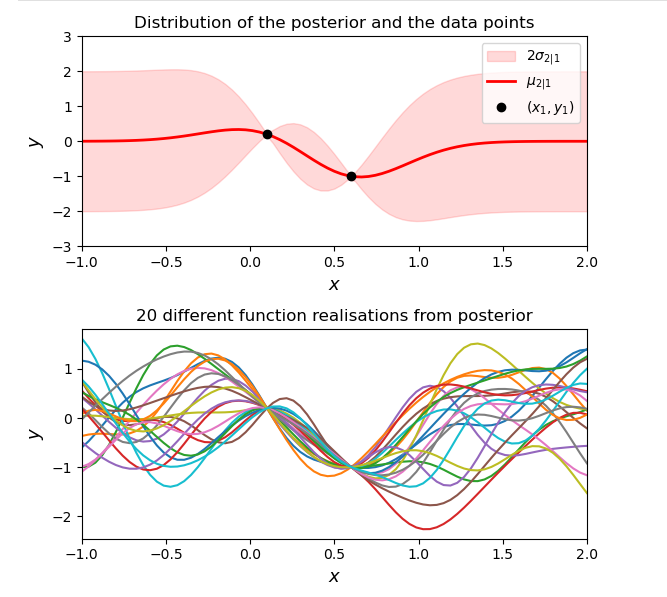 Distribution of the posterior and the data points
3
2
1
0
−1
−2
−3
y
2σ₂|₁
μ₂|₁
(x₁, y₁)
−1.0 −0.5 0.0 0.5 1.0 1.5 2.0
x
20 different function realisations from posterior
1
0
−1
−2
y
−1.0 −0.5 0.0 0.5 1.0 1.5 2.0
x